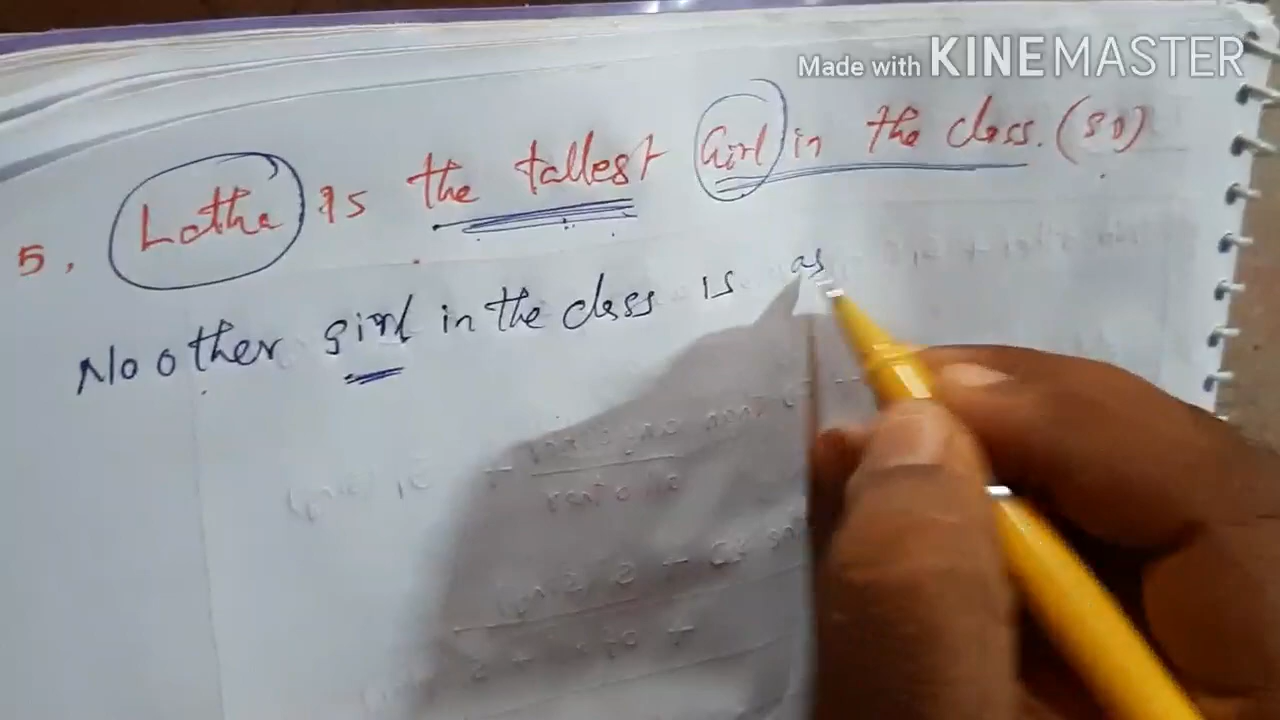 Made with KINEMASTER
5. Latha is the tallest Girl in the class. (SD)
No other girl in the class is as